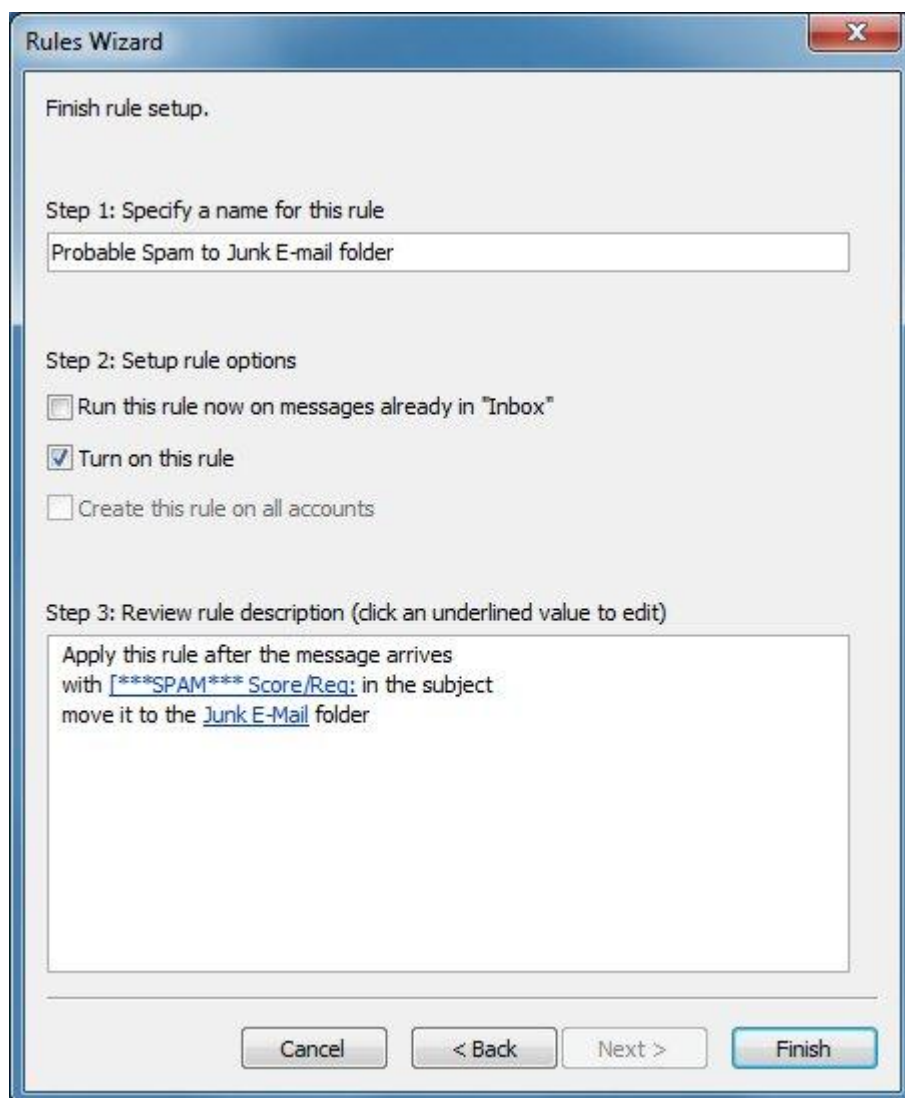 Rules Wizard
Finish rule setup.
Step 1: Specify a name for this rule
Probable Spam to Junk E-mail folder
Step 2: Setup rule options
Run this rule now on messages already in "Inbox"
Turn on this rule
Create this rule on all accounts
Step 3: Review rule description (click an underlined value to edit)
Apply this rule after the message arrives
with [***SPAM*** Score/Req: in the subject
move it to the Junk E-Mail folder
Cancel < Back Next > Finish